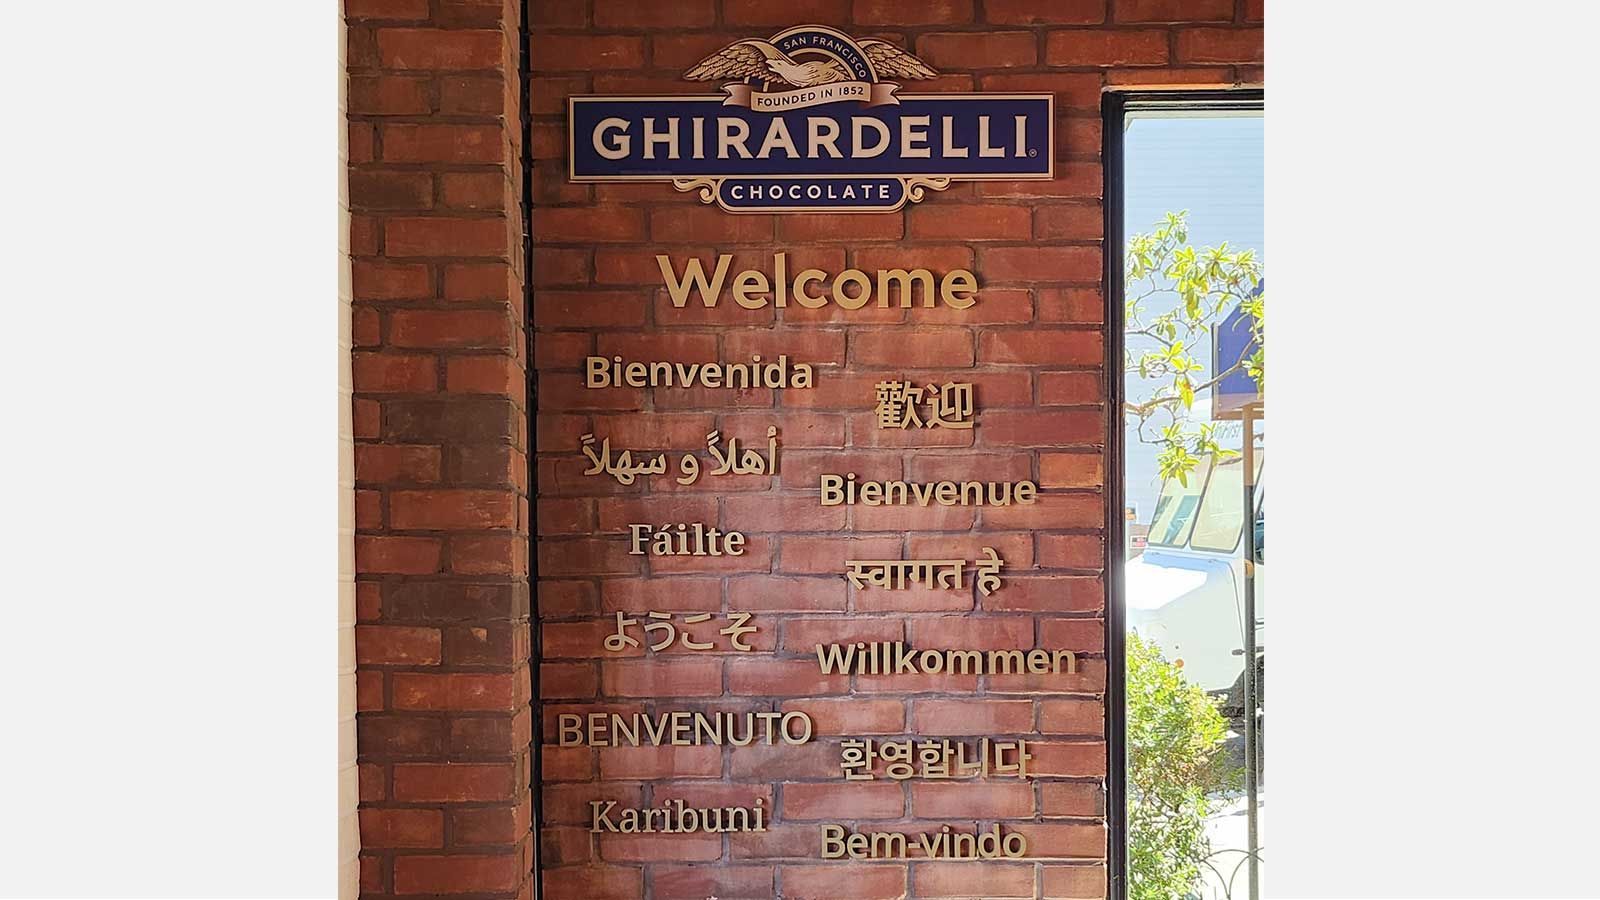 SAN FRANCISCO
FOUNDED IN 1852
GHIRARDELLI®
CHOCOLATE
Welcome
Bienvenida
歡迎
أهلاً و سهلاً
Bienvenue
Fáilte
स्वागत हे
ようこそ
Willkommen
BENVENUTO
환영합니다
Karibuni
Bem-vindo